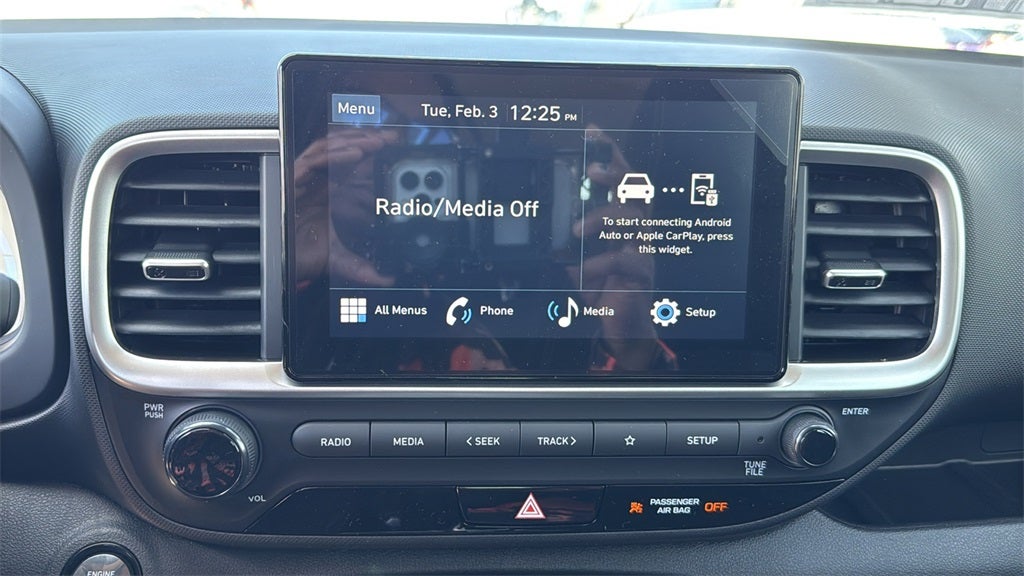 Menu
Tue, Feb. 3 12:25 PM
Radio/Media Off
To start connecting Android
Auto or Apple CarPlay, press
this widget.
All Menus
Phone
Media
Setup
PWR
PUSH
VOL
RADIO
MEDIA
< SEEK
TRACK >
☆
SETUP
ENTER
TUNE
FILE
PASSENGER
AIR BAG
OFF
ENGINE